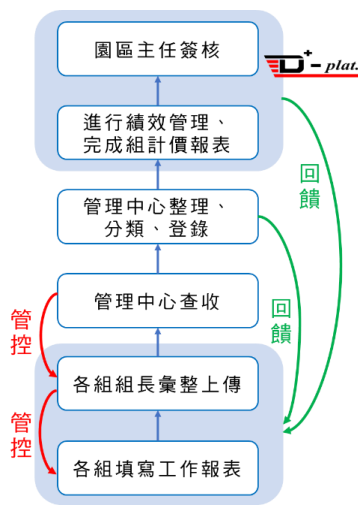 園區主任簽核
D+-plat.
進行績效管理、
完成組計價報表
回饋
管理中心整理、
分類、登錄
回饋
管理中心查收
管控
各組組長彙整上傳
管控
各組填寫工作報表